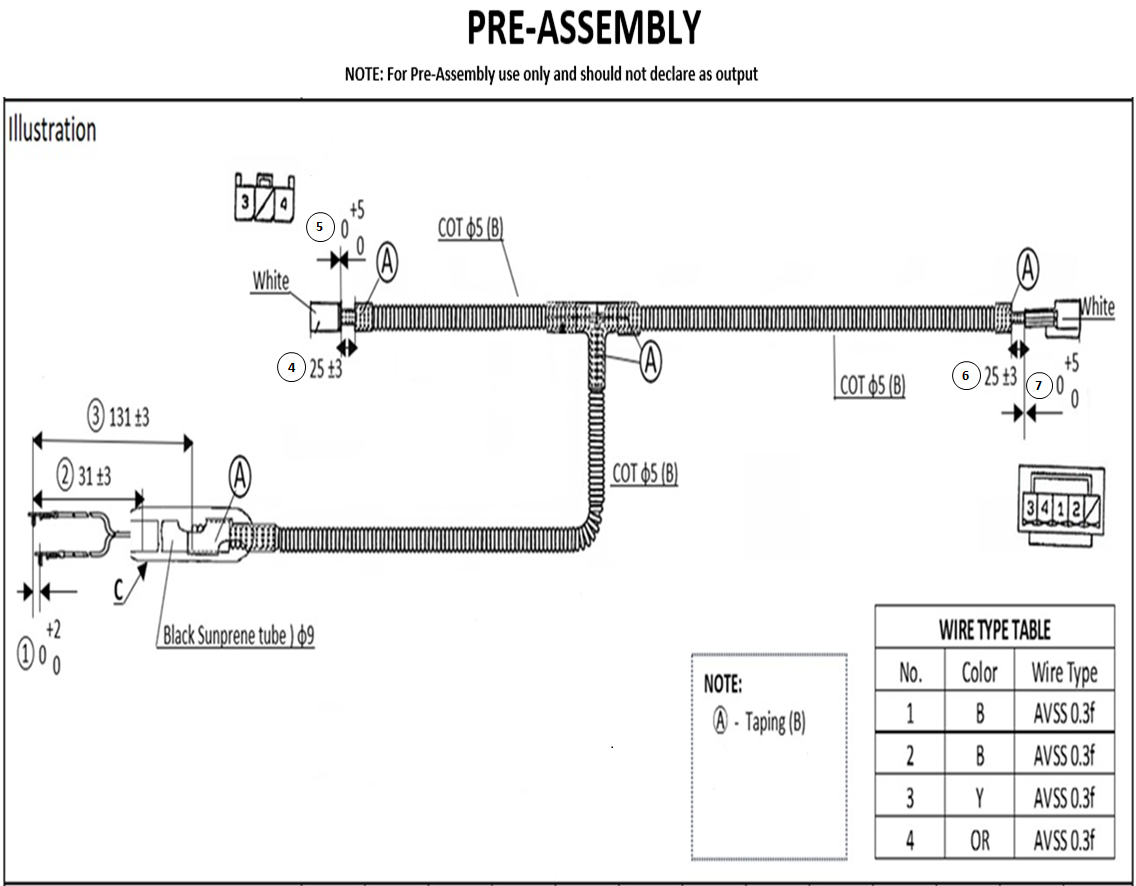 PRE-ASSEMBLY
NOTE: For Pre-Assembly use only and should not declare as output
Illustration
3 4
5 0 +5 0
A
COT ϕ5 (B)
A
White
White
4 25 ±3
A
COT ϕ5 (B)
6 25 ±3
7 0 +5 0
3 131 ±3
2 31 ±3
A
COT ϕ5 (B)
3 4 1 2
C
Black Sunprene tube ) ϕ9
1 0 +2 0
NOTE:
A - Taping (B)
WIRE TYPE TABLE
No. Color Wire Type
1 B AVSS 0.3f
2 B AVSS 0.3f
3 Y AVSS 0.3f
4 OR AVSS 0.3f